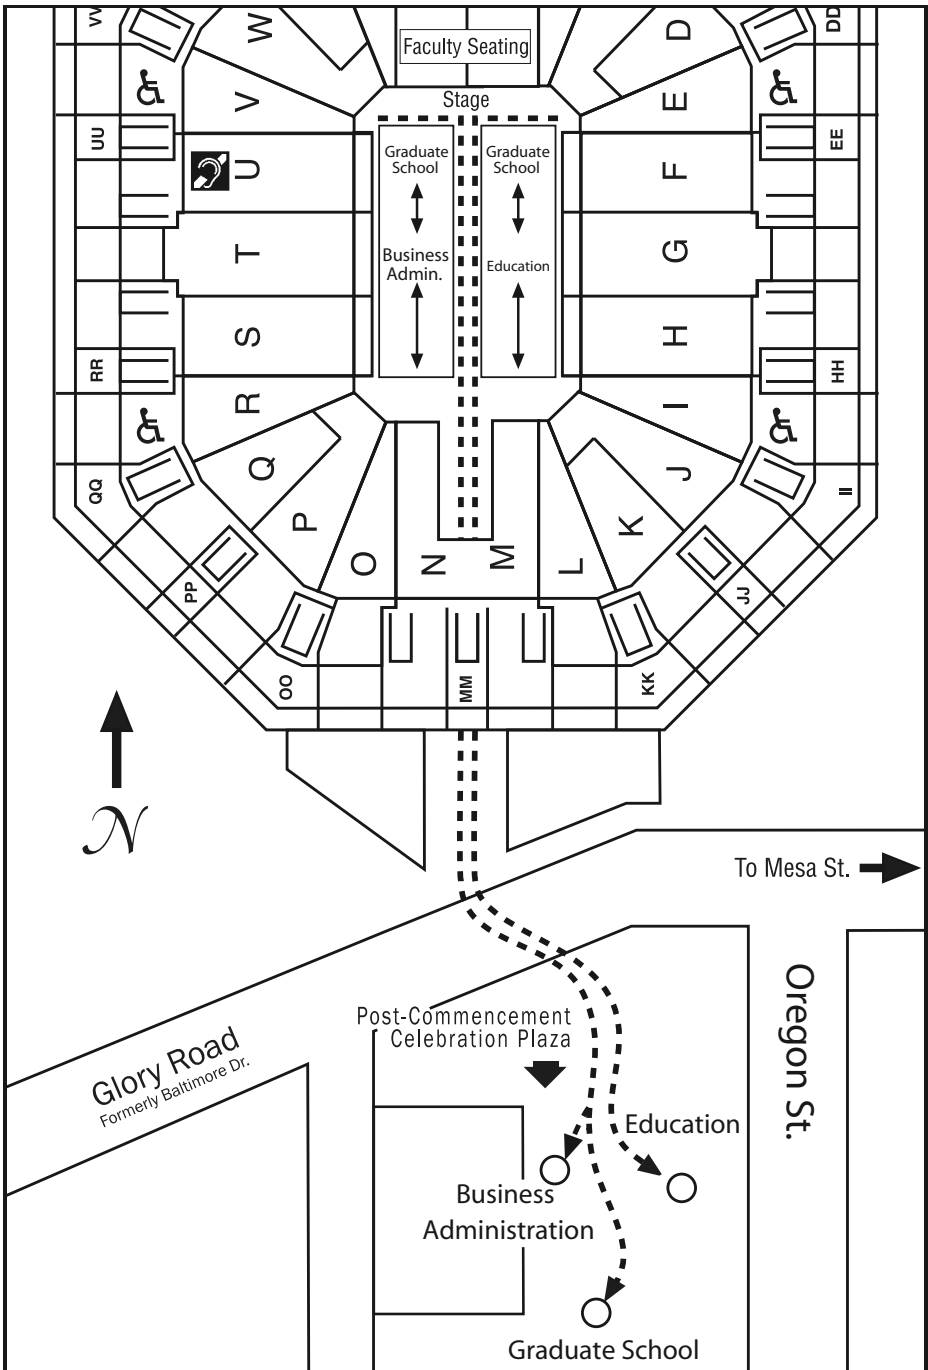 VV
W
Faculty Seating
D
DD
Stage
V
E
UU
EE
U
Graduate
School
Graduate
School
F
T
Business
Admin.
Education
G
S
H
RR
HH
R
I
QQ
Q
J
II
P
K
O
N
M
L
PP
JJ
OO
MM
KK
N
To Mesa St.
Glory Road
Formerly Baltimore Dr.
Post-Commencement
Celebration Plaza
Oregon St.
Education
Business
Administration
Graduate School